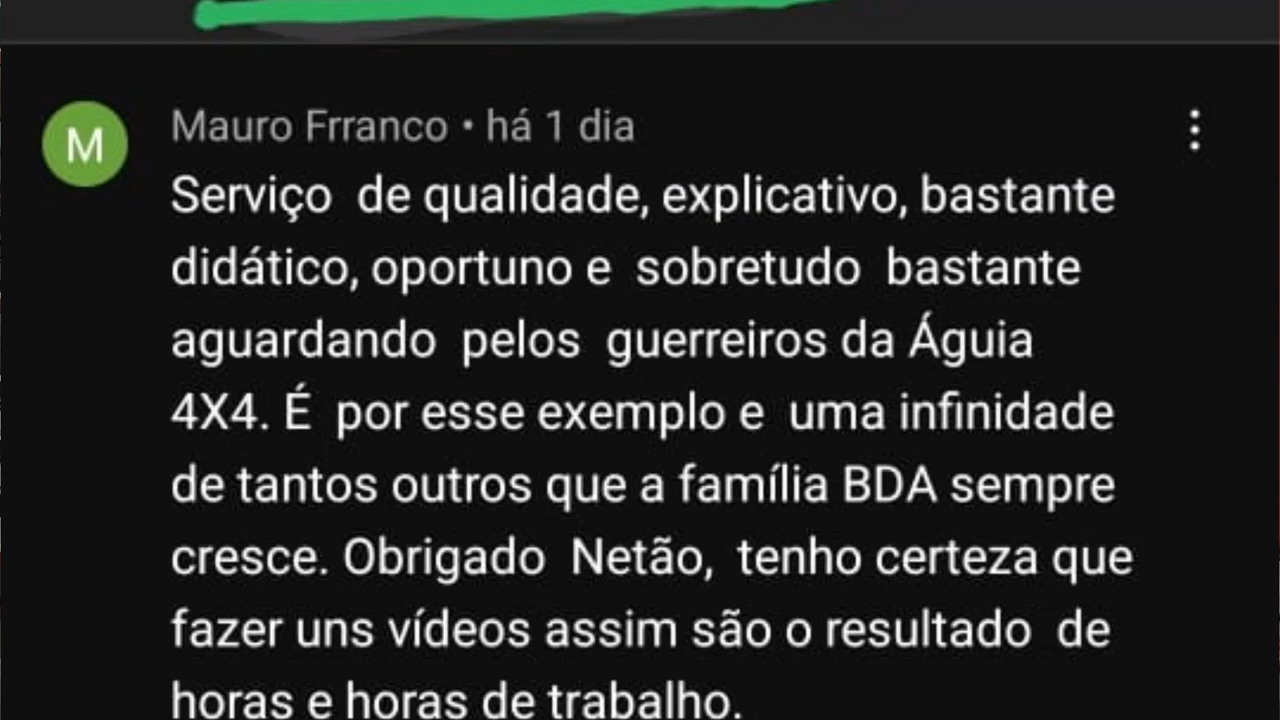 M
Mauro Frranco • há 1 dia
Serviço de qualidade, explicativo, bastante
didático, oportuno e sobretudo bastante
aguardando pelos guerreiros da Águia
4X4. É por esse exemplo e uma infinidade
de tantos outros que a família BDA sempre
cresce. Obrigado Netão, tenho certeza que
fazer uns vídeos assim são o resultado de
horas e horas de trabalho.